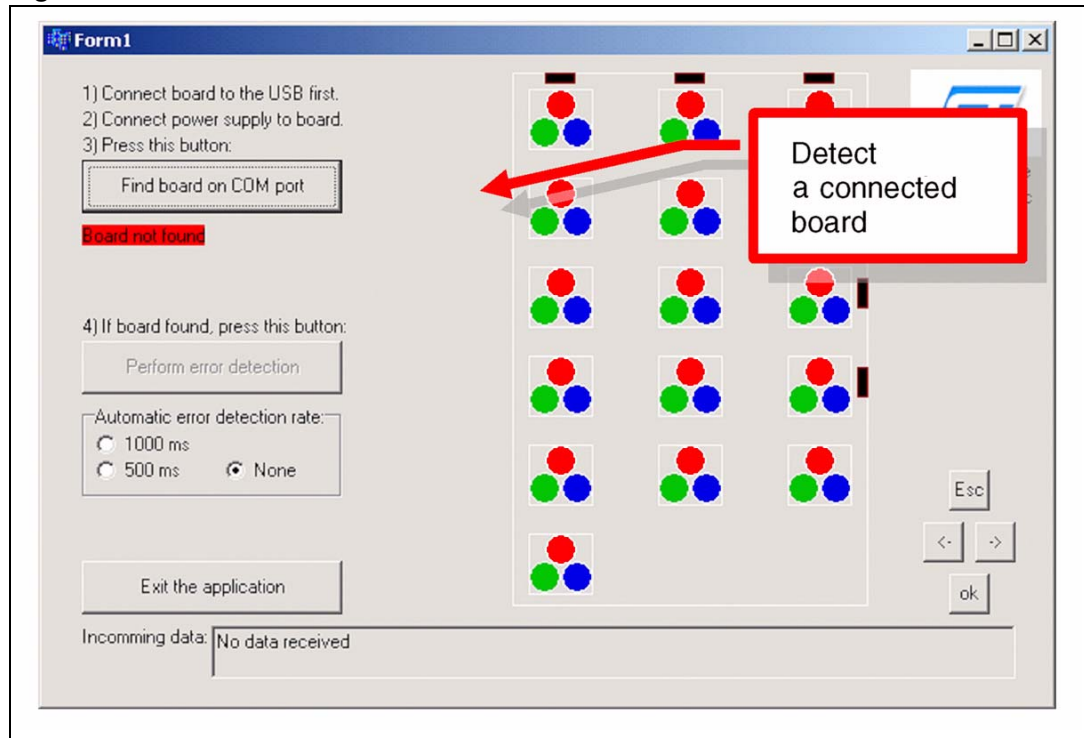 Form1
1) Connect board to the USB first.
2) Connect power supply to board.
3) Press this button:
Find board on COM port
Board not found
Detect
a connected
board
4) If board found, press this button:
Perform error detection
Automatic error detection rate:
1000 ms
500 ms None
Exit the application
Esc
<- ->
ok
Incomming data: No data received